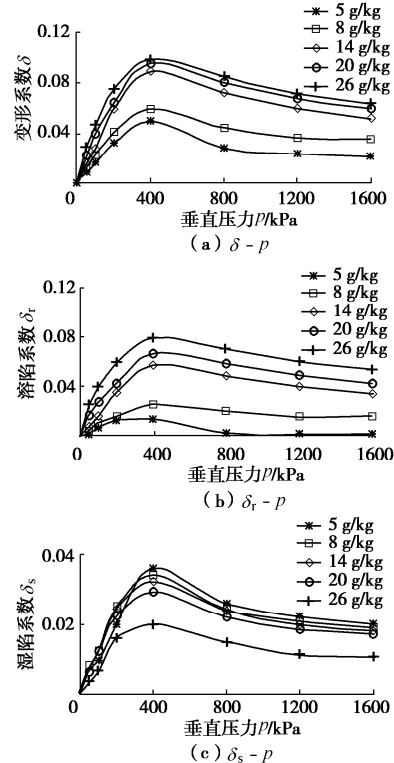 5 g/kg
8 g/kg
14 g/kg
20 g/kg
26 g/kg
0.12
0.08
0.04
变形系数δ
0 400 800 1200 1600
垂直压力p/kPa
(a) δ - p
5 g/kg
8 g/kg
14 g/kg
20 g/kg
26 g/kg
0.12
0.08
0.04
溶陷系数δr
0 400 800 1200 1600
垂直压力p/kPa
(b) δr - p
5 g/kg
8 g/kg
14 g/kg
20 g/kg
26 g/kg
0.04
0.02
湿陷系数δs
0 400 800 1200 1600
垂直压力p/kPa
(c) δs - p